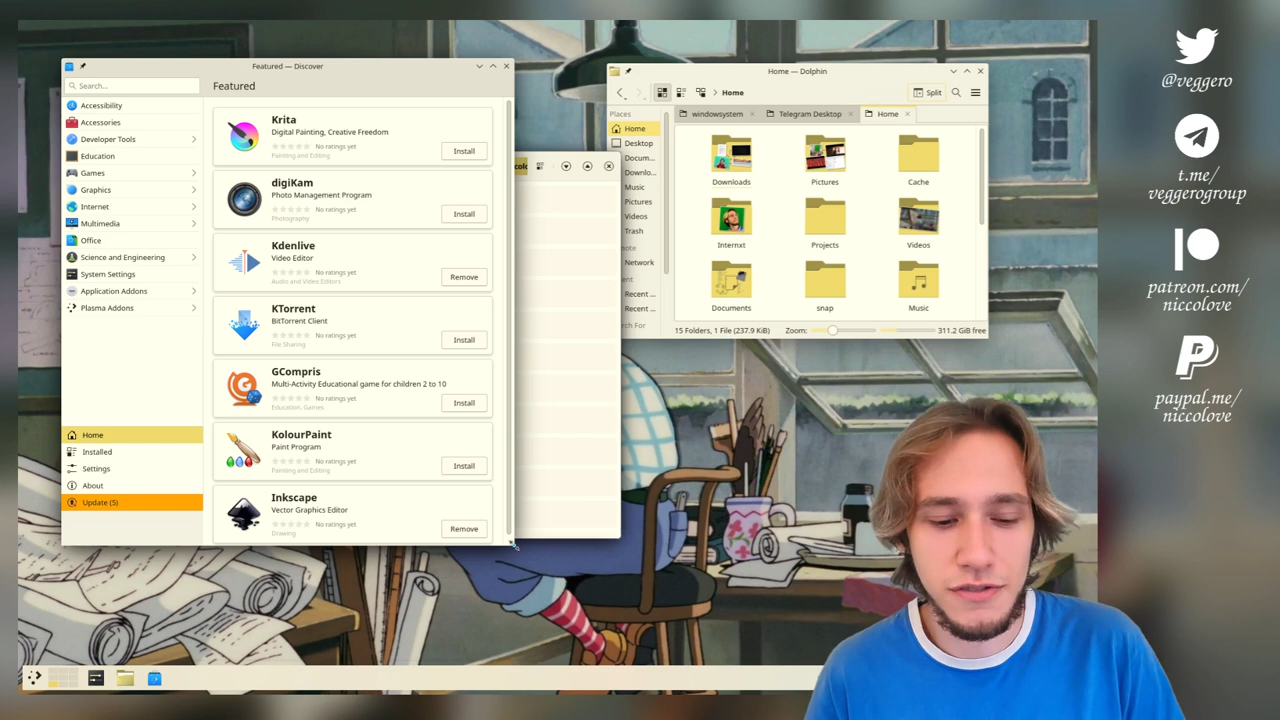 Featured — Discover
Search...
Featured
Accessibility
Accessories
Developer Tools
Education
Games
Graphics
Internet
Multimedia
Office
Science and Engineering
System Settings
Application Addons
Plasma Addons
Home
Installed
Settings
About
Update (5)
Krita
Digital Painting, Creative Freedom
No ratings yet
Painting and Editing
Install
digiKam
Photo Management Program
No ratings yet
Photography
Install
Kdenlive
Video Editor
No ratings yet
Audio and Video Editors
Remove
KTorrent
BitTorrent Client
No ratings yet
File Sharing
Install
GCompris
Multi-Activity Educational game for children 2 to 10
No ratings yet
Education, Games
Install
KolourPaint
Paint Program
No ratings yet
Painting and Editing
Install
Inkscape
Vector Graphics Editor
No ratings yet
Drawing
Remove
Home — Dolphin
Home
Split
Places
Home
Desktop
Docum...
Downlo...
Music
Pictures
Videos
Trash
Network
Recent ...
Recent ...
windowsystem
Telegram Desktop
Home
Downloads
Pictures
Cache
Internxt
Projects
Videos
Documents
snap
Music
15 Folders, 1 File (237.9 KiB)
Zoom:
311.2 GiB free
@veggero
t.me/
veggerogroup
patreon.com/
niccolove
paypal.me/
niccolove